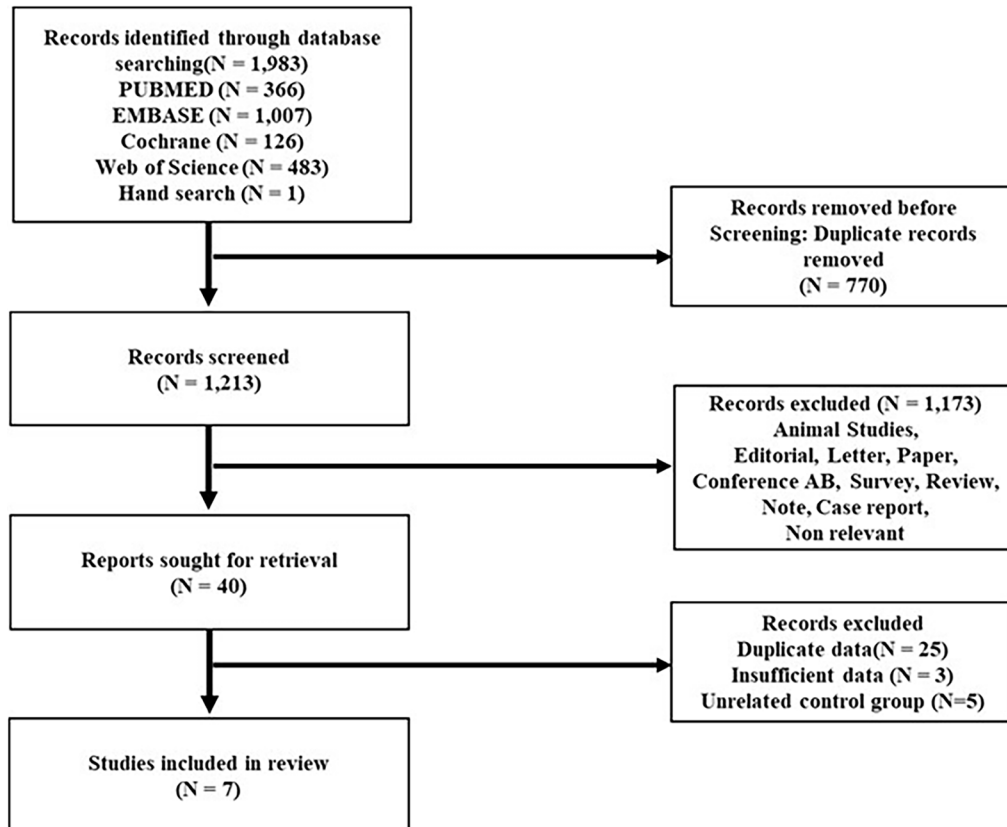 Records identified through database
searching(N = 1,983)
PUBMED (N = 366)
EMBASE (N = 1,007)
Cochrane (N = 126)
Web of Science (N = 483)
Hand search (N = 1)
Records removed before
Screening: Duplicate records
removed
(N = 770)
Records screened
(N = 1,213)
Records excluded (N = 1,173)
Animal Studies,
Editorial, Letter, Paper,
Conference AB, Survey, Review,
Note, Case report,
Non relevant
Reports sought for retrieval
(N = 40)
Records excluded
Duplicate data(N = 25)
Insufficient data (N = 3)
Unrelated control group (N=5)
Studies included in review
(N = 7)